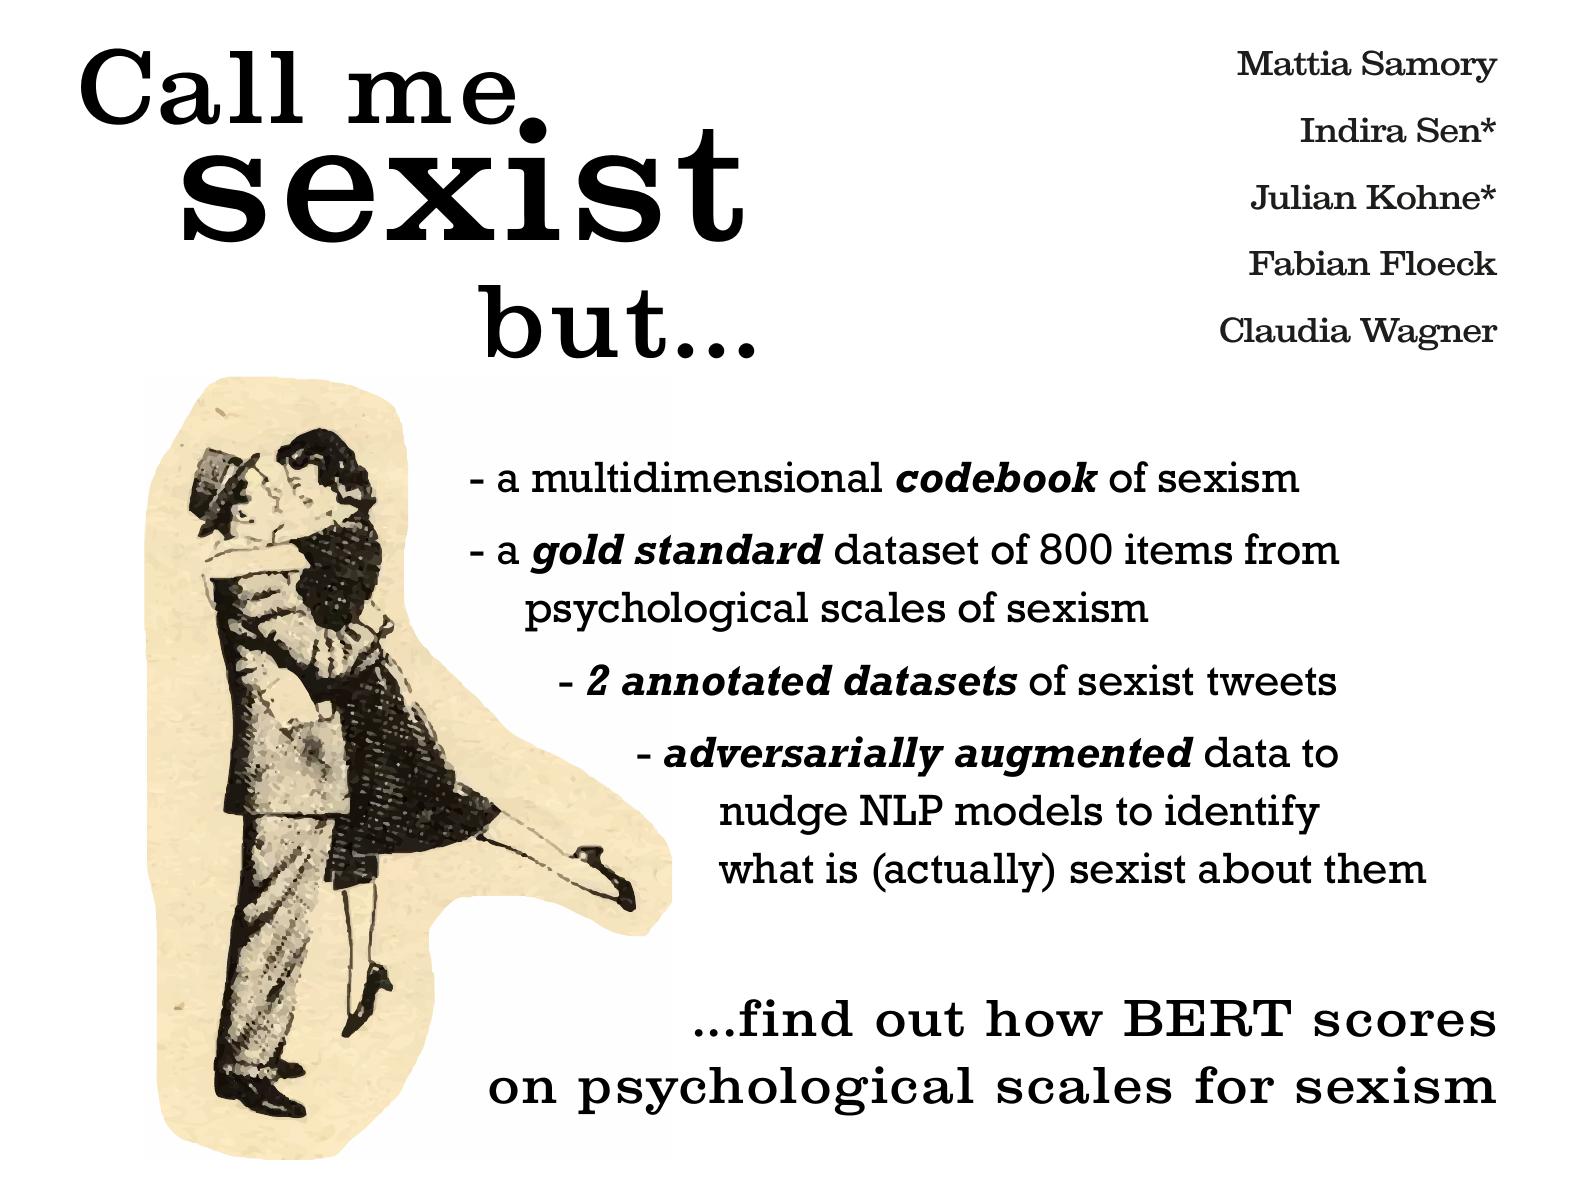 Call me
sexist
but...
Mattia Samory
Indira Sen*
Julian Kohne*
Fabian Floeck
Claudia Wagner
- a multidimensional codebook of sexism
- a gold standard dataset of 800 items from
psychological scales of sexism
- 2 annotated datasets of sexist tweets
- adversarially augmented data to
nudge NLP models to identify
what is (actually) sexist about them
...find out how BERT scores
on psychological scales for sexism